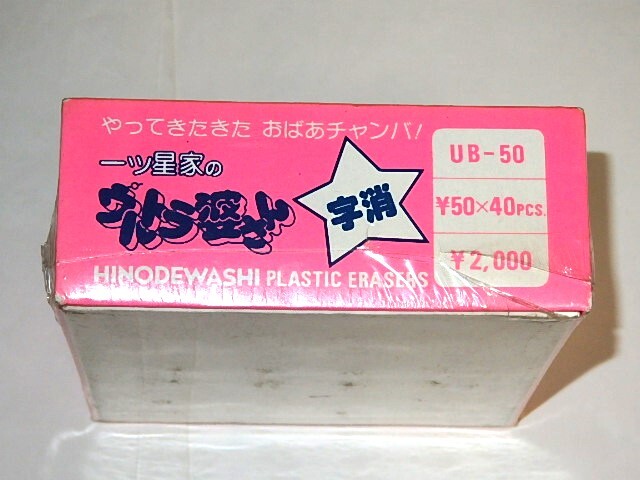 やってきたきた おばあチャンバ!
一ツ星家の
ウルトラ婆さん
字消
HINODEWASHI PLASTIC ERASERS
UB-50
¥50×40PCS.
¥2,000